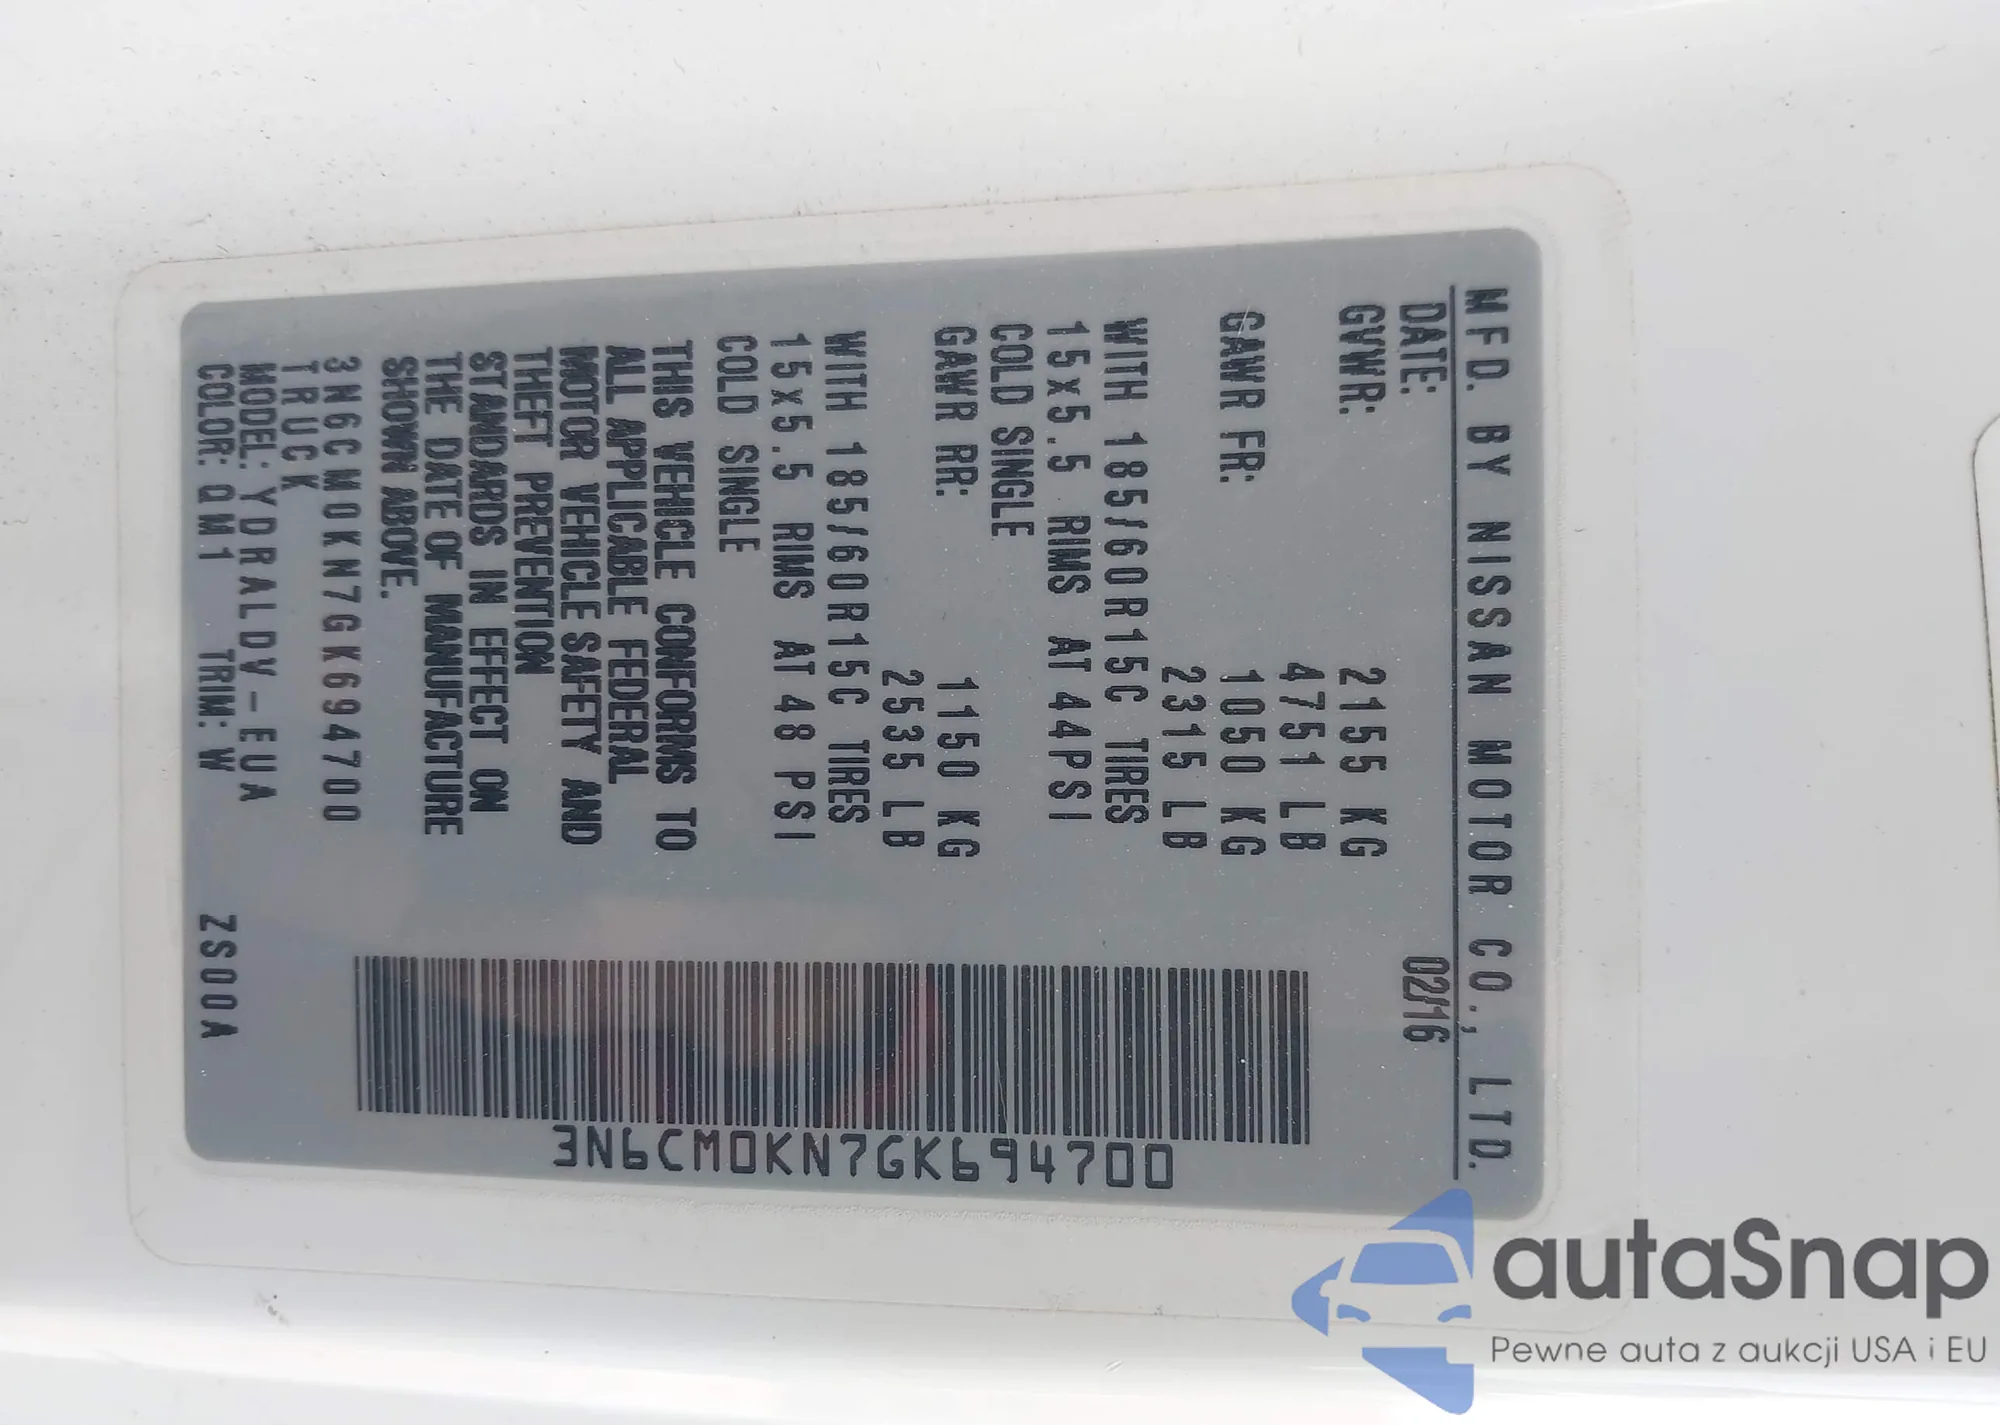 MFD. BY NISSAN MOTOR CO., LTD.
DATE: 02/16
GVWR: 2155 KG
4751 LB
GAWR FR: 1050 KG
2315 LB
WITH 185/60R15C TIRES
15x5.5 RIMS AT 44PSI
COLD SINGLE
GAWR RR: 1150 KG
2535 LB
WITH 185/60R15C TIRES
15x5.5 RIMS AT 48 PSI
COLD SINGLE
THIS VEHICLE CONFORMS TO
ALL APPLICABLE FEDERAL
MOTOR VEHICLE SAFETY AND
THEFT PREVENTION
STANDARDS IN EFFECT ON
THE DATE OF MANUFACTURE
SHOWN ABOVE.
3N6CM0KN7GK694700
TRUCK
MODEL: YDRALDV-EUA
COLOR: QM1 TRIM: W ZS00A
3N6CM0KN7GK694700
autaSnap
Pewne auta z aukcji USA i EU